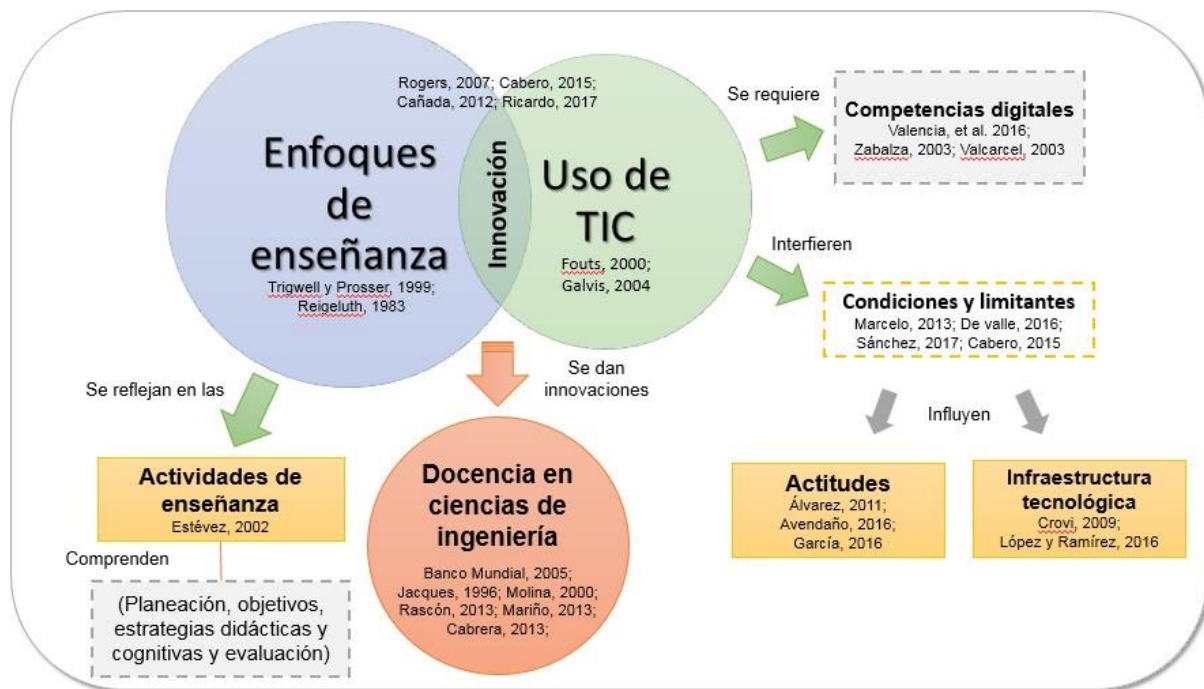 Rogers, 2007; Cabero, 2015;
Cañada, 2012; Ricardo, 2017
Enfoques
de
enseñanza
Trigwell y Prosser, 1999;
Reigeluth, 1983
Innovación
Uso de
TIC
Fouts, 2000;
Galvis, 2004
Se requiere
Competencias digitales
Valencia, et al. 2016;
Zabalza, 2003; Valcarcel, 2003
Interfieren
Condiciones y limitantes
Marcelo, 2013; De valle, 2016;
Sánchez, 2017; Cabero, 2015
Influyen
Actitudes
Álvarez, 2011;
Avendaño, 2016;
García, 2016
Infraestructura
tecnológica
Crovi, 2009;
López y Ramírez, 2016
Se dan
innovaciones
Docencia en
ciencias de
ingeniería
Banco Mundial, 2005;
Jacques, 1996; Molina, 2000;
Rascón, 2013; Mariño, 2013;
Cabrera, 2013;
Se reflejan en las
Actividades de
enseñanza
Estévez, 2002
Comprenden
(Planeación, objetivos,
estrategias didácticas y
cognitivas y evaluación)